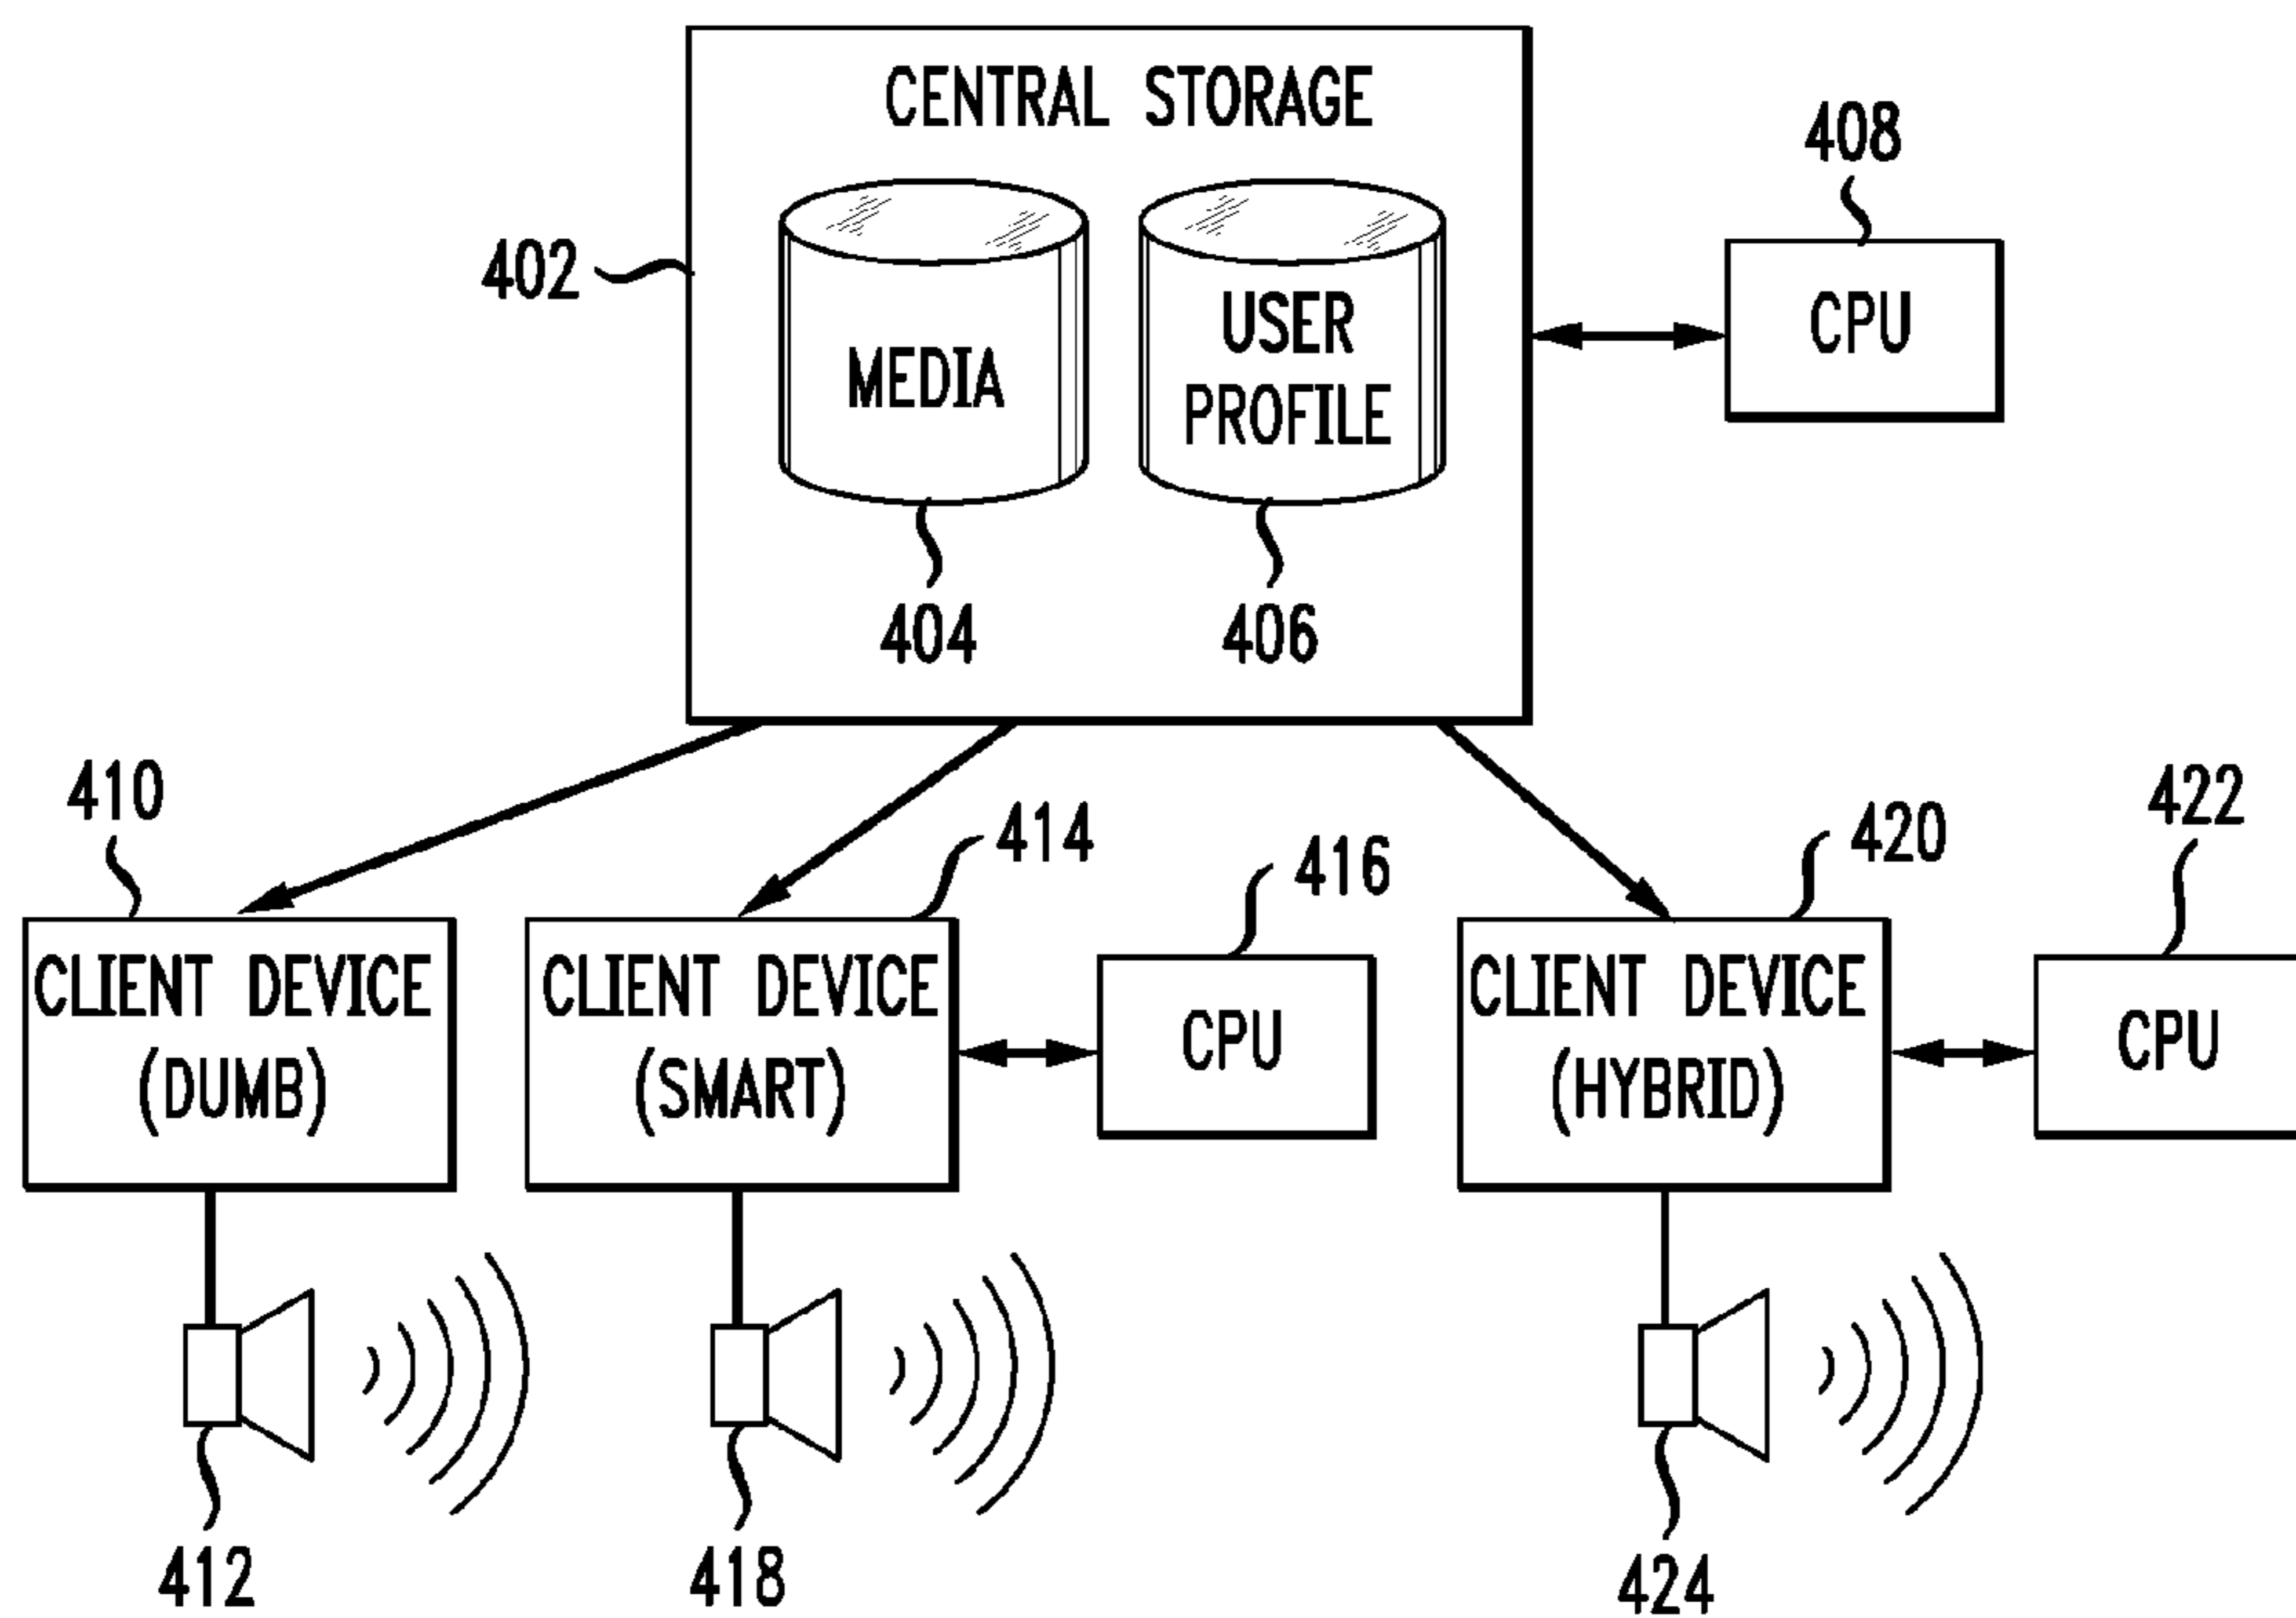 CENTRAL STORAGE
408
402
MEDIA
USER
PROFILE
CPU
404
406
410
414
416
420
422
CLIENT DEVICE
(DUMB)
CLIENT DEVICE
(SMART)
CPU
CLIENT DEVICE
(HYBRID)
CPU
412
418
424